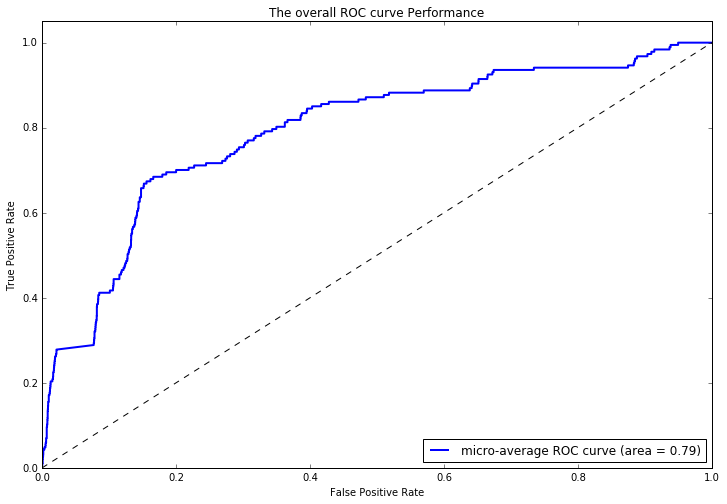 The overall ROC curve Performance
1.0
0.8
0.6
0.4
0.2
0.0
True Positive Rate
micro-average ROC curve (area = 0.79)
0.0 0.2 0.4 0.6 0.8 1.0
False Positive Rate